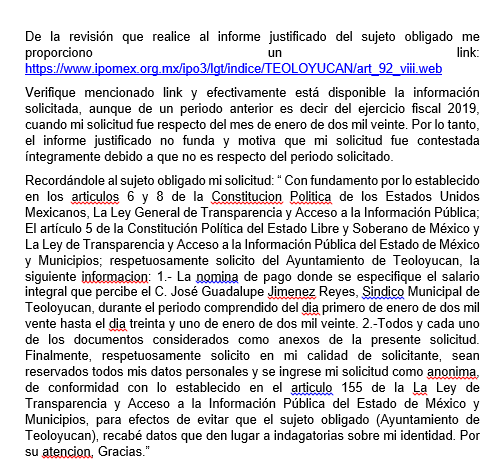 De la revisión que realice al informe justificado del sujeto obligado me
proporciono un link:
https://www.ipomex.org.mx/ipo3/lgt/indice/TEOLOYUCAN/art_92_viii.web
Verifique mencionado link y efectivamente está disponible la información
solicitada, aunque de un periodo anterior es decir del ejercicio fiscal 2019,
cuando mi solicitud fue respecto del mes de enero de dos mil veinte. Por lo tanto,
el informe justificado no funda y motiva que mi solicitud fue contestada
íntegramente debido a que no es respecto del periodo solicitado.
Recordándole al sujeto obligado mi solicitud: “ Con fundamento por lo establecido
en los articulos 6 y 8 de la Constitucion Politica de los Estados Unidos
Mexicanos, La Ley General de Transparencia y Acceso a la Información Pública;
El artículo 5 de la Constitución Política del Estado Libre y Soberano de México y
La Ley de Transparencia y Acceso a la Información Pública del Estado de México
y Municipios; respetuosamente solicito del Ayuntamiento de Teoloyucan, la
siguiente informacion: 1.- La nomina de pago donde se especifique el salario
integral que percibe el C. José Guadalupe Jimenez Reyes, Sindico Municipal de
Teoloyucan, durante el periodo comprendido del dia primero de enero de dos mil
vente hasta el dia treinta y uno de enero de dos mil veinte. 2.-Todos y cada uno
de los documentos considerados como anexos de la presente solicitud.
Finalmente, respetuosamente solicito en mi calidad de solicitante, sean
reservados todos mis datos personales y se ingrese mi solicitud como anonima,
de conformidad con lo establecido en el articulo 155 de la La Ley de
Transparencia y Acceso a la Información Pública del Estado de México y
Municipios, para efectos de evitar que el sujeto obligado (Ayuntamiento de
Teoloyucan), recabé datos que den lugar a indagatorias sobre mi identidad. Por
su atencion, Gracias.”